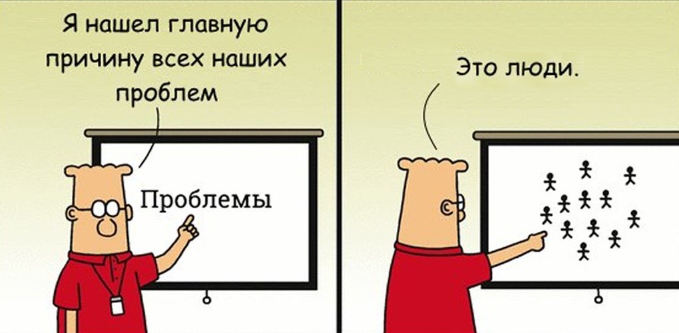 Я нашел главную
причину всех наших
проблем
Проблемы
Это люди.